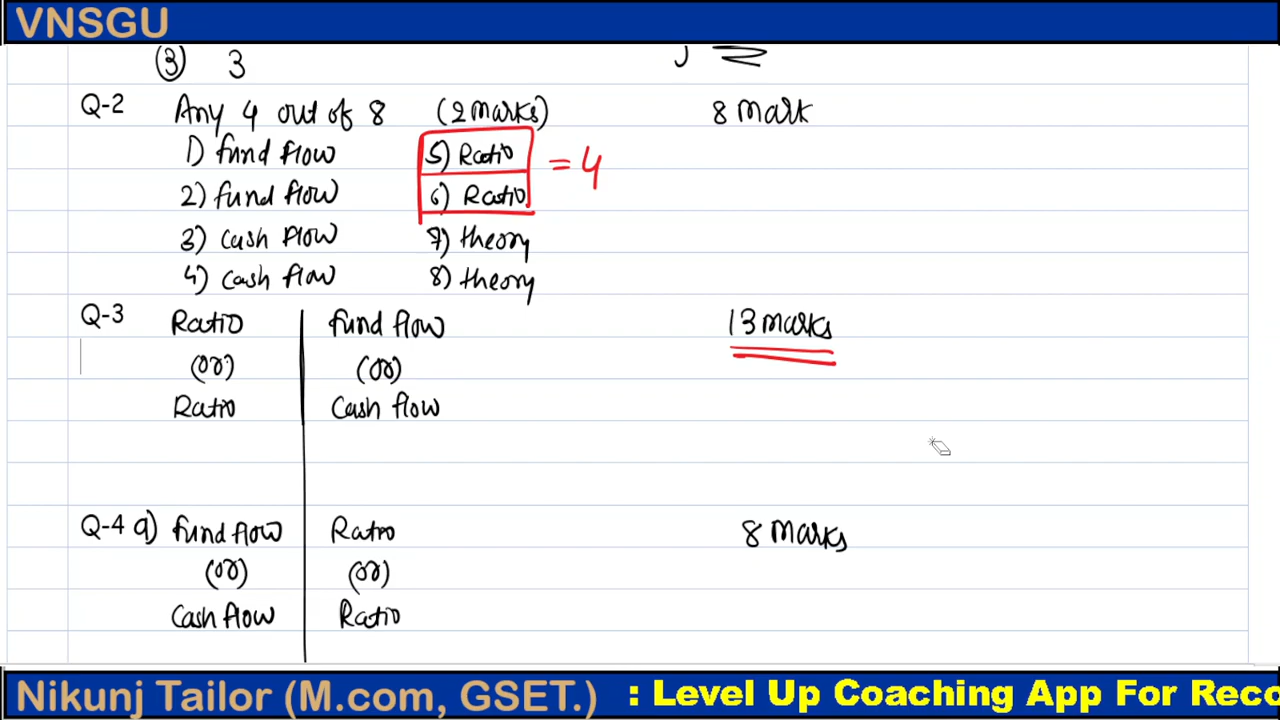 VNSGU
③ 3
Q-2 Any 4 out of 8 (2 Marks) 8 Mark
1) fund flow 5) Ratio = 4
2) fund flow 6) Ratio
3) Cash Flow 7) theory
4) Cash flow 8) theory
Q-3 Ratio fund flow 13 marks
(OR) (OR)
Ratio Cash flow
Q-4 a) fund flow Ratio 8 Marks
(OR) (OR)
Cash flow Ratio
Nikunj Tailor (M.com, GSET.) : Level Up Coaching App For Reco